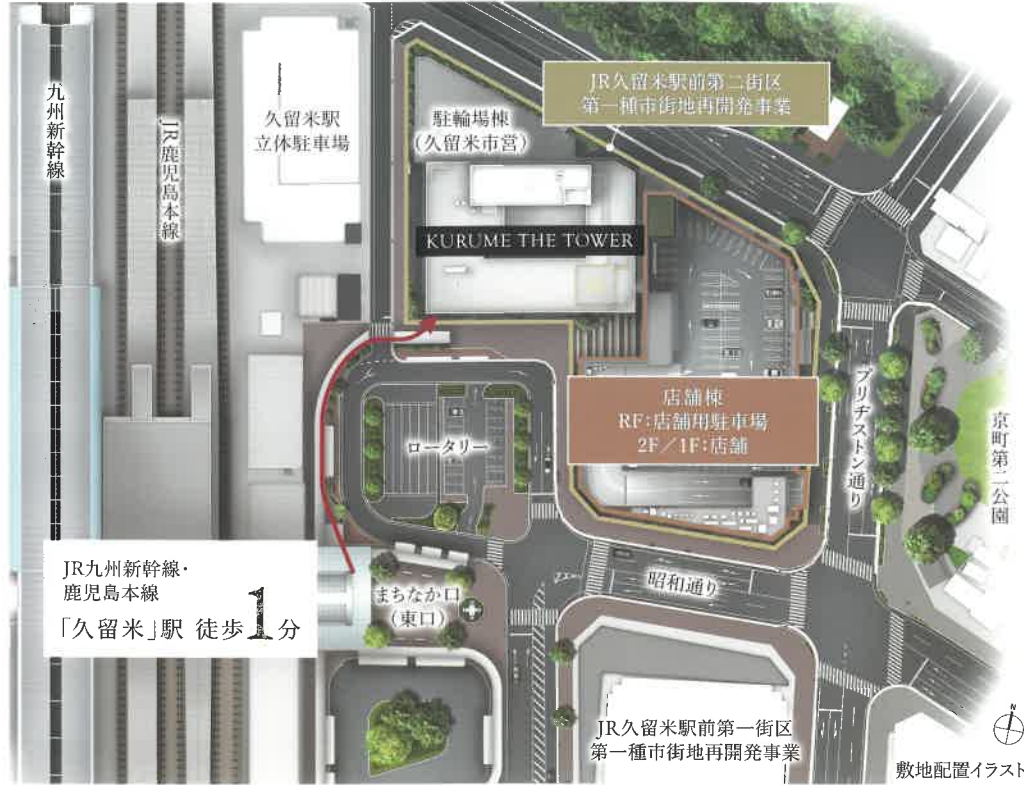 九州新幹線
JR鹿児島本線
久留米駅
立体駐車場
駐輪場棟
(久留米市営)
JR久留米駅前第二街区
第一種市街地再開発事業
KURUME THE TOWER
店舗棟
RF:店舗用駐車場
2F/1F:店舗
ロータリー
ブリヂストン通り
京町第二公園
JR九州新幹線・
鹿児島本線
「久留米」駅 徒歩1分
まちなか口
(東口)
昭和通り
JR久留米駅前第一街区
第一種市街地再開発事業
N
敷地配置イラスト